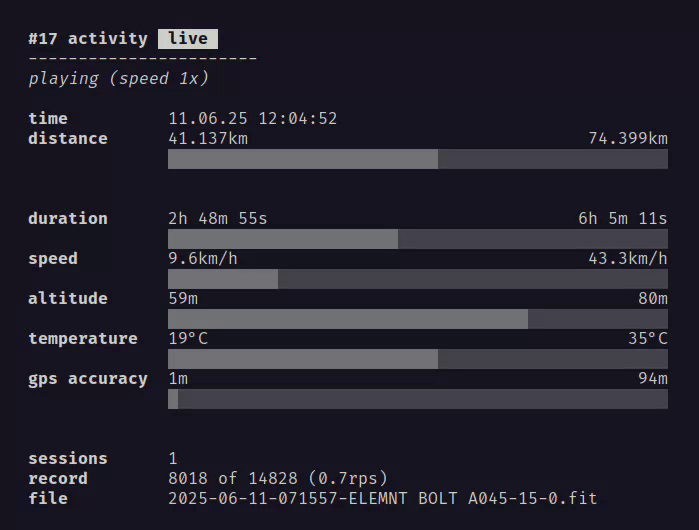 #17 activity live
-----------------------
playing (speed 1x)
time 11.06.25 12:04:52
distance 41.137km 74.399km
duration 2h 48m 55s 6h 5m 11s
speed 9.6km/h 43.3km/h
altitude 59m 80m
temperature 19°C 35°C
gps accuracy 1m 94m
sessions 1
record 8018 of 14828 (0.7rps)
file 2025-06-11-071557-ELEMNT BOLT A045-15-0.fit